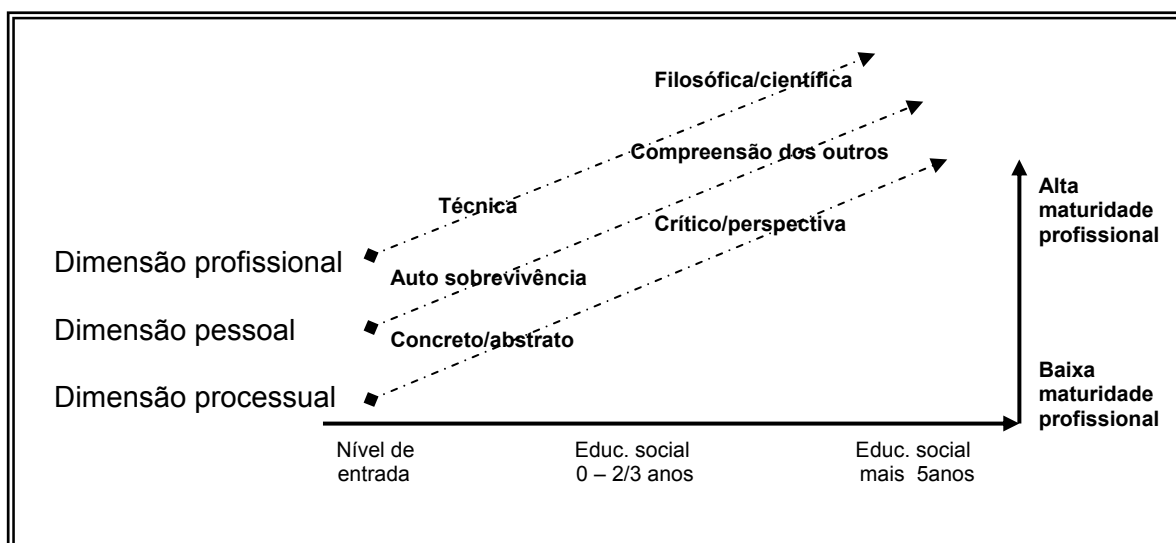 Filosófica/científica
Compreensão dos outros
Técnica
Crítico/perspectiva
Alta
maturidade
profissional
Dimensão profissional
Auto sobrevivência
Dimensão pessoal
Concreto/abstrato
Dimensão processual
Baixa
maturidade
profissional
Nível de
entrada
Educ. social
0 – 2/3 anos
Educ. social
mais 5anos